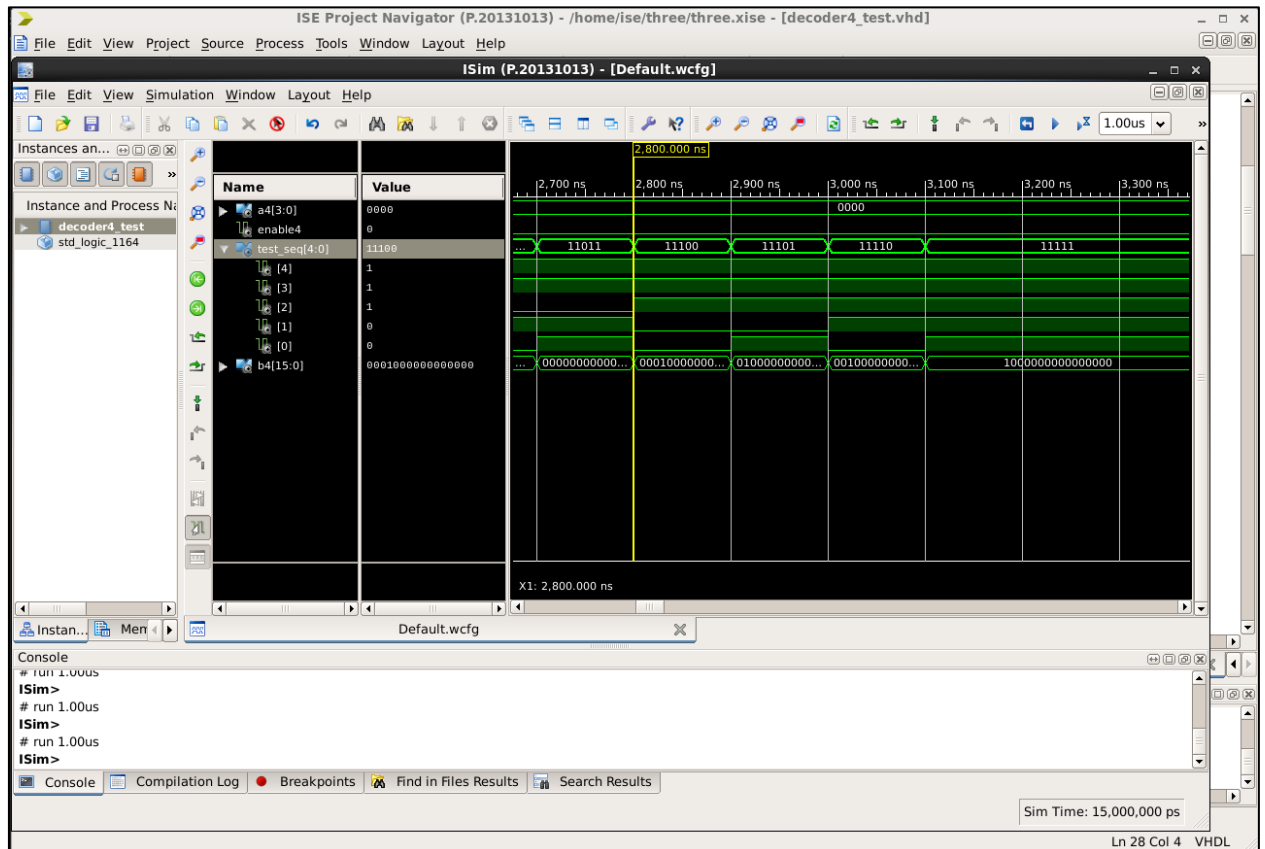 ISE Project Navigator (P.20131013) - /home/ise/three/three.xise - [decoder4_test.vhd]
File Edit View Project Source Process Tools Window Layout Help
ISim (P.20131013) - [Default.wcfg]
File Edit View Simulation Window Layout Help
1.00us
»
Instances an...
»
Instance and Process Na
decoder4_test
std_logic_1164
2,800.000 ns
Name Value
2,700 ns 2,800 ns 2,900 ns 3,000 ns 3,100 ns 3,200 ns 3,300 ns
a4[3:0] 0000 0000
enable4 0
test_seq[4:0] 11100 ... 11011 11100 11101 11110 11111
[4] 1
[3] 1
[2] 1
[1] 0
[0] 0
b4[15:0] 0001000000000000 ... 00000000000... 00010000000... 01000000000... 00100000000... 1000000000000000
X1: 2,800.000 ns
Instan... Mem
Default.wcfg
Console
# run 1.00us
ISim>
# run 1.00us
ISim>
# run 1.00us
ISim>
Console Compilation Log Breakpoints Find in Files Results Search Results
Sim Time: 15,000,000 ps
Ln 28 Col 4 VHDL